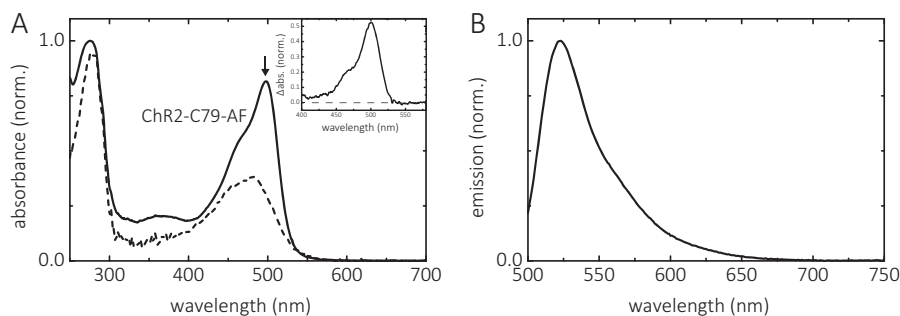 A
absorbance (norm.)
1.0
0.0
ChR2-C79-AF
300
400
500
600
700
wavelength (nm)
Δabs. (norm.)
0.5
0.4
0.3
0.2
0.1
0.0
400
450
500
550
wavelength (nm)
B
emission (norm.)
1.0
0.0
500
550
600
650
700
750
wavelength (nm)